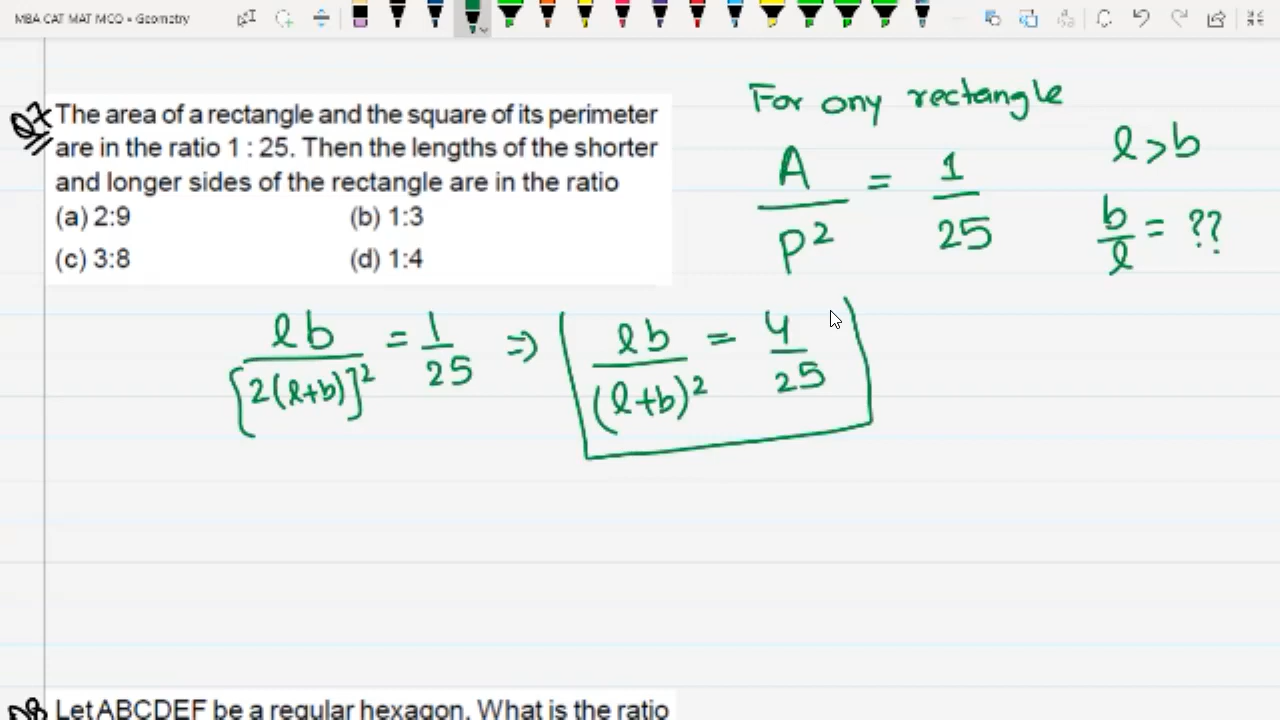 MBA CAT MAT MCQ • Geometry
Q7 The area of a rectangle and the square of its perimeter
are in the ratio 1 : 25. Then the lengths of the shorter
and longer sides of the rectangle are in the ratio
(a) 2:9 (b) 1:3
(c) 3:8 (d) 1:4
For any rectangle
A/P² = 1/25
l > b
b/l = ??
lb/[2(l+b)]² = 1/25 ⇒ lb/(l+b)² = 4/25
Q8 Let ABCDEF be a regular hexagon. What is the ratio